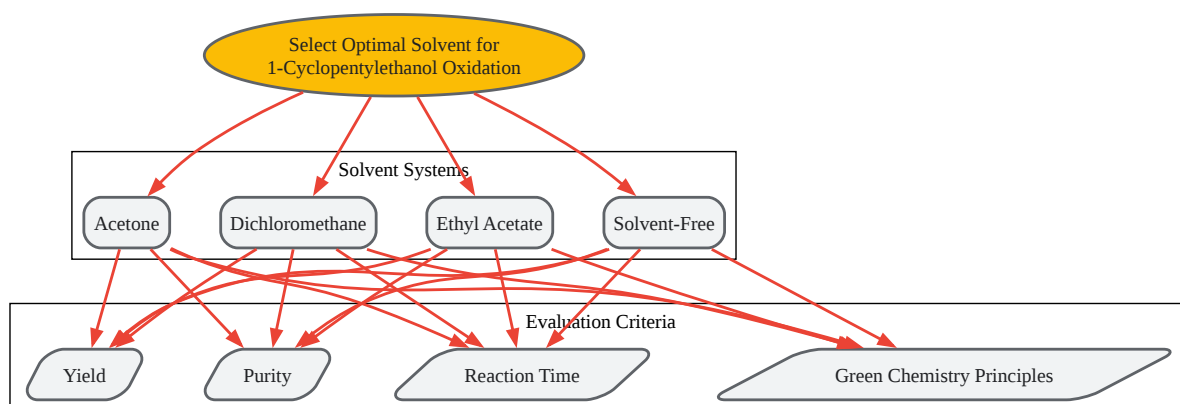 Select Optimal Solvent for
1-Cyclopentylethanol Oxidation
Solvent Systems
Acetone
Dichloromethane
Ethyl Acetate
Solvent-Free
Evaluation Criteria
Yield
Purity
Reaction Time
Green Chemistry Principles